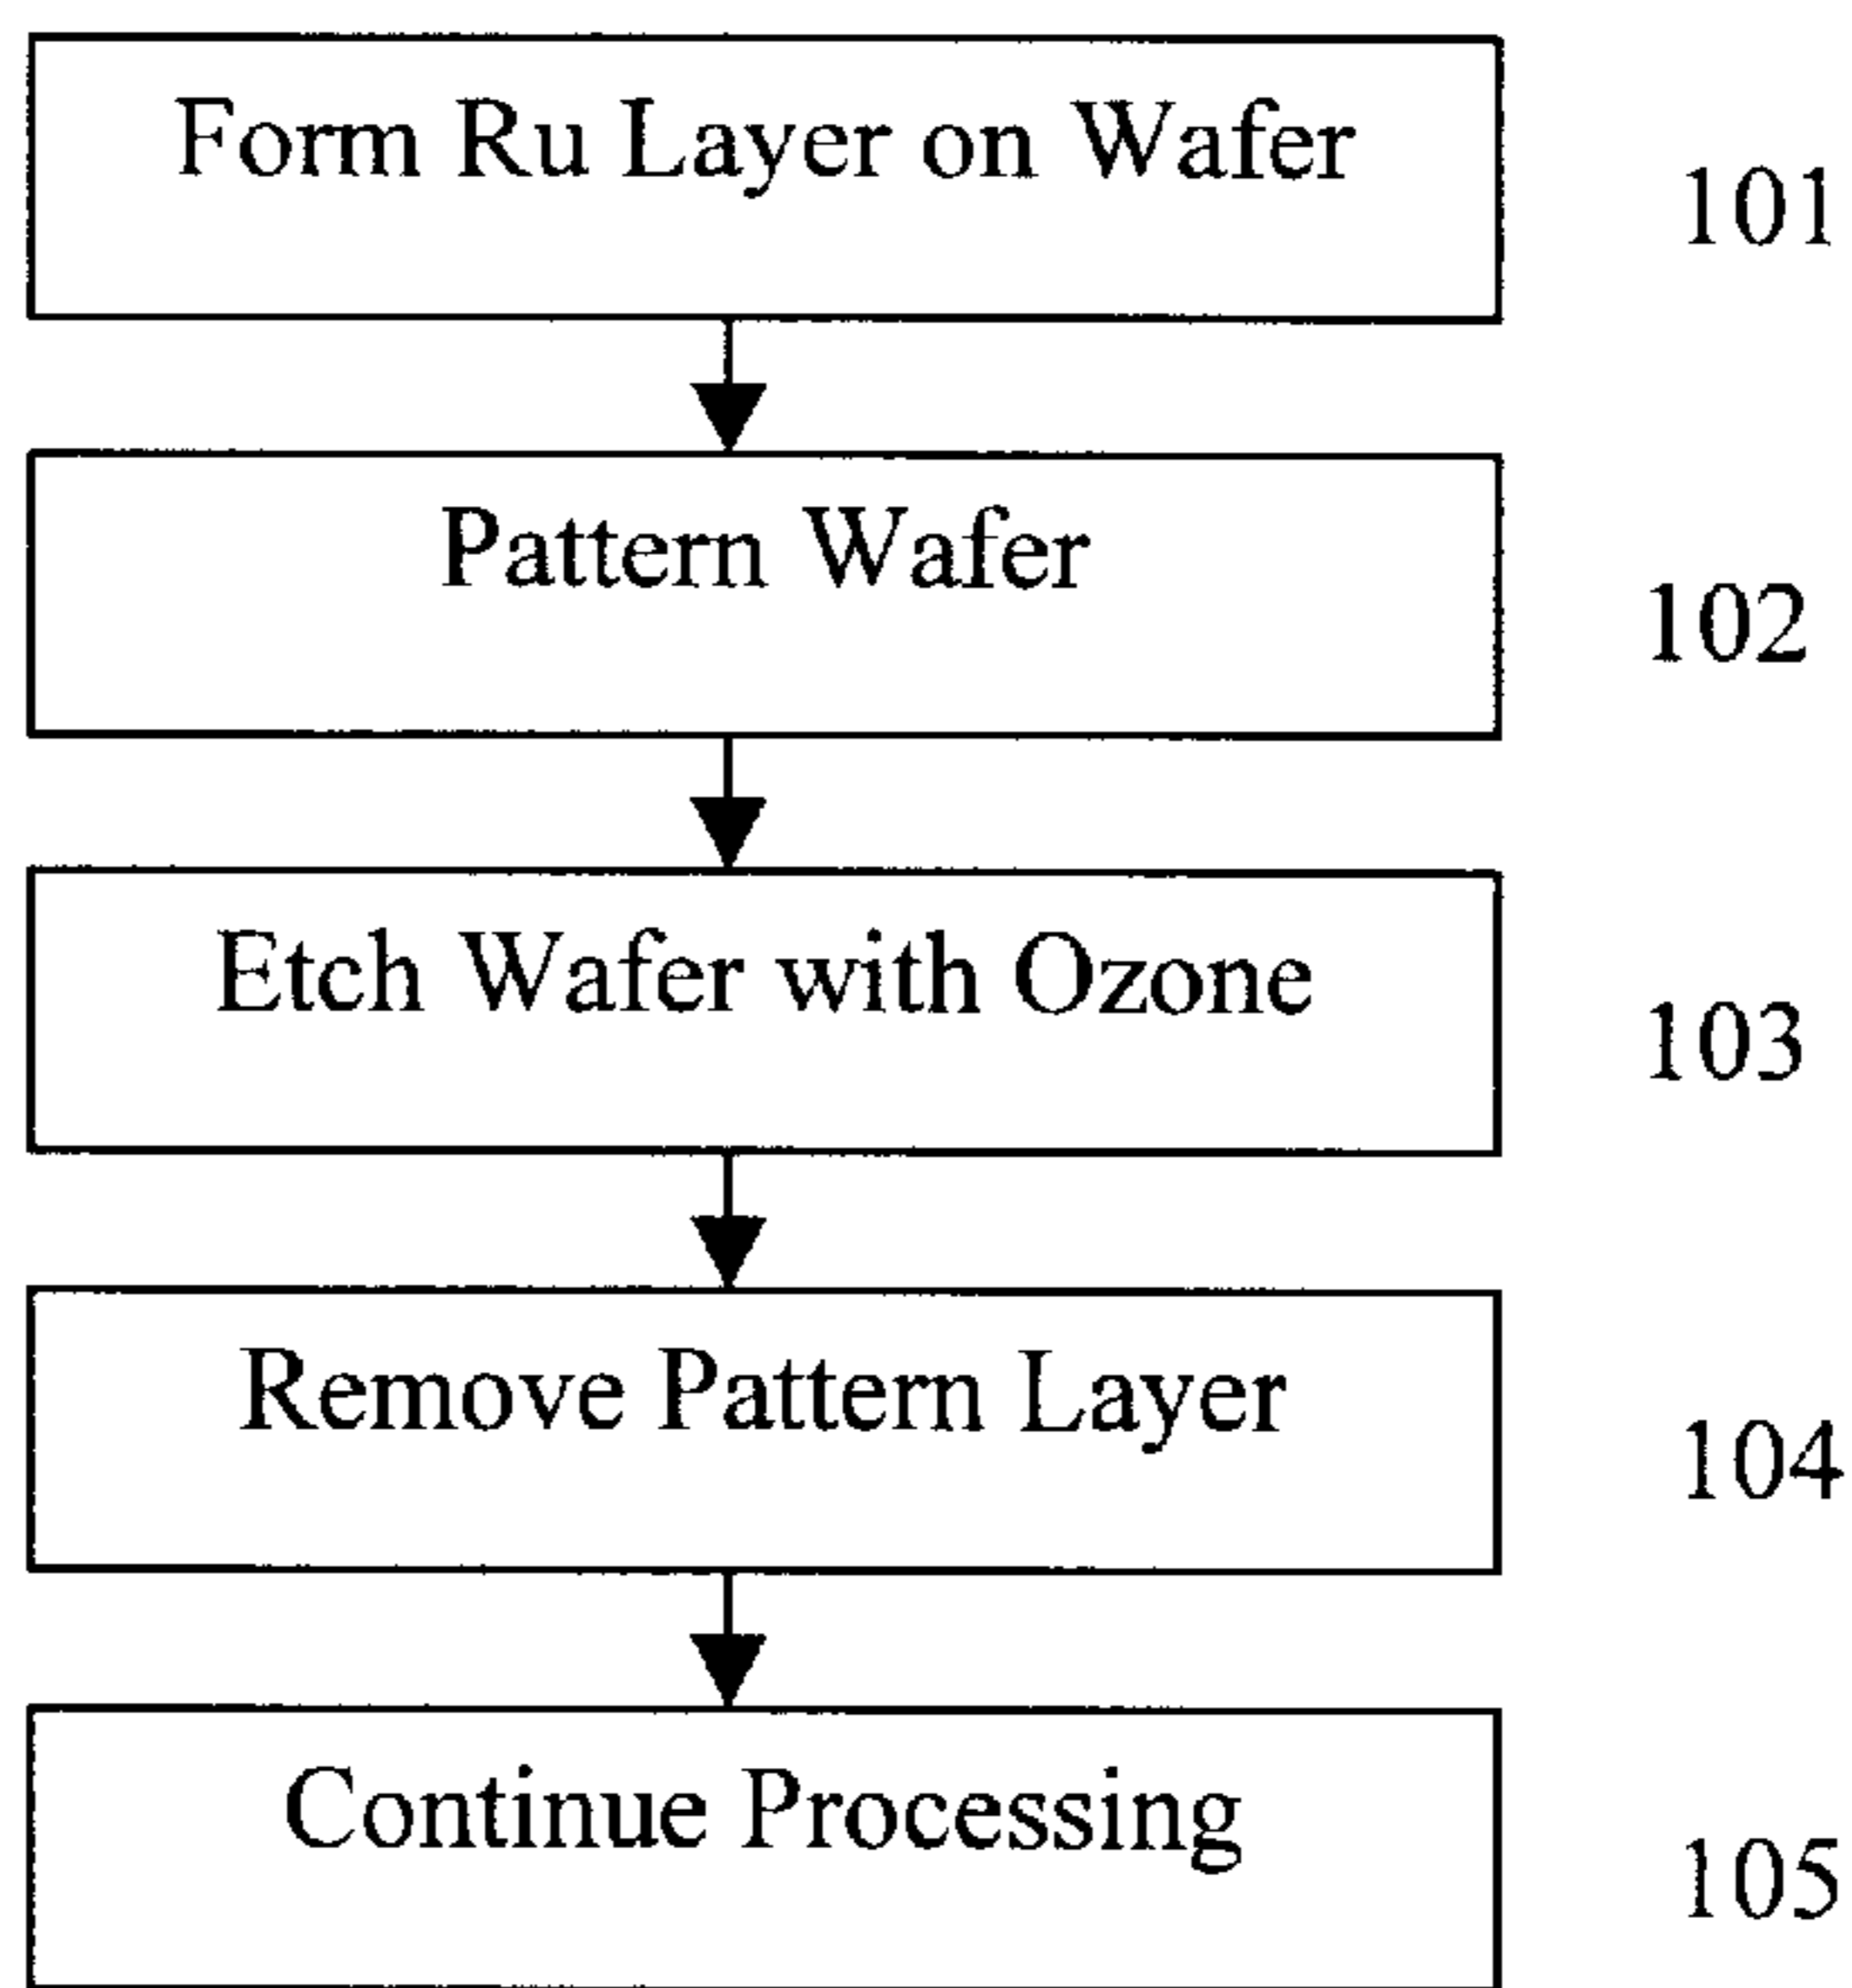 Form Ru Layer on Wafer
101
Pattern Wafer
102
Etch Wafer with Ozone
103
Remove Pattern Layer
104
Continue Processing
105